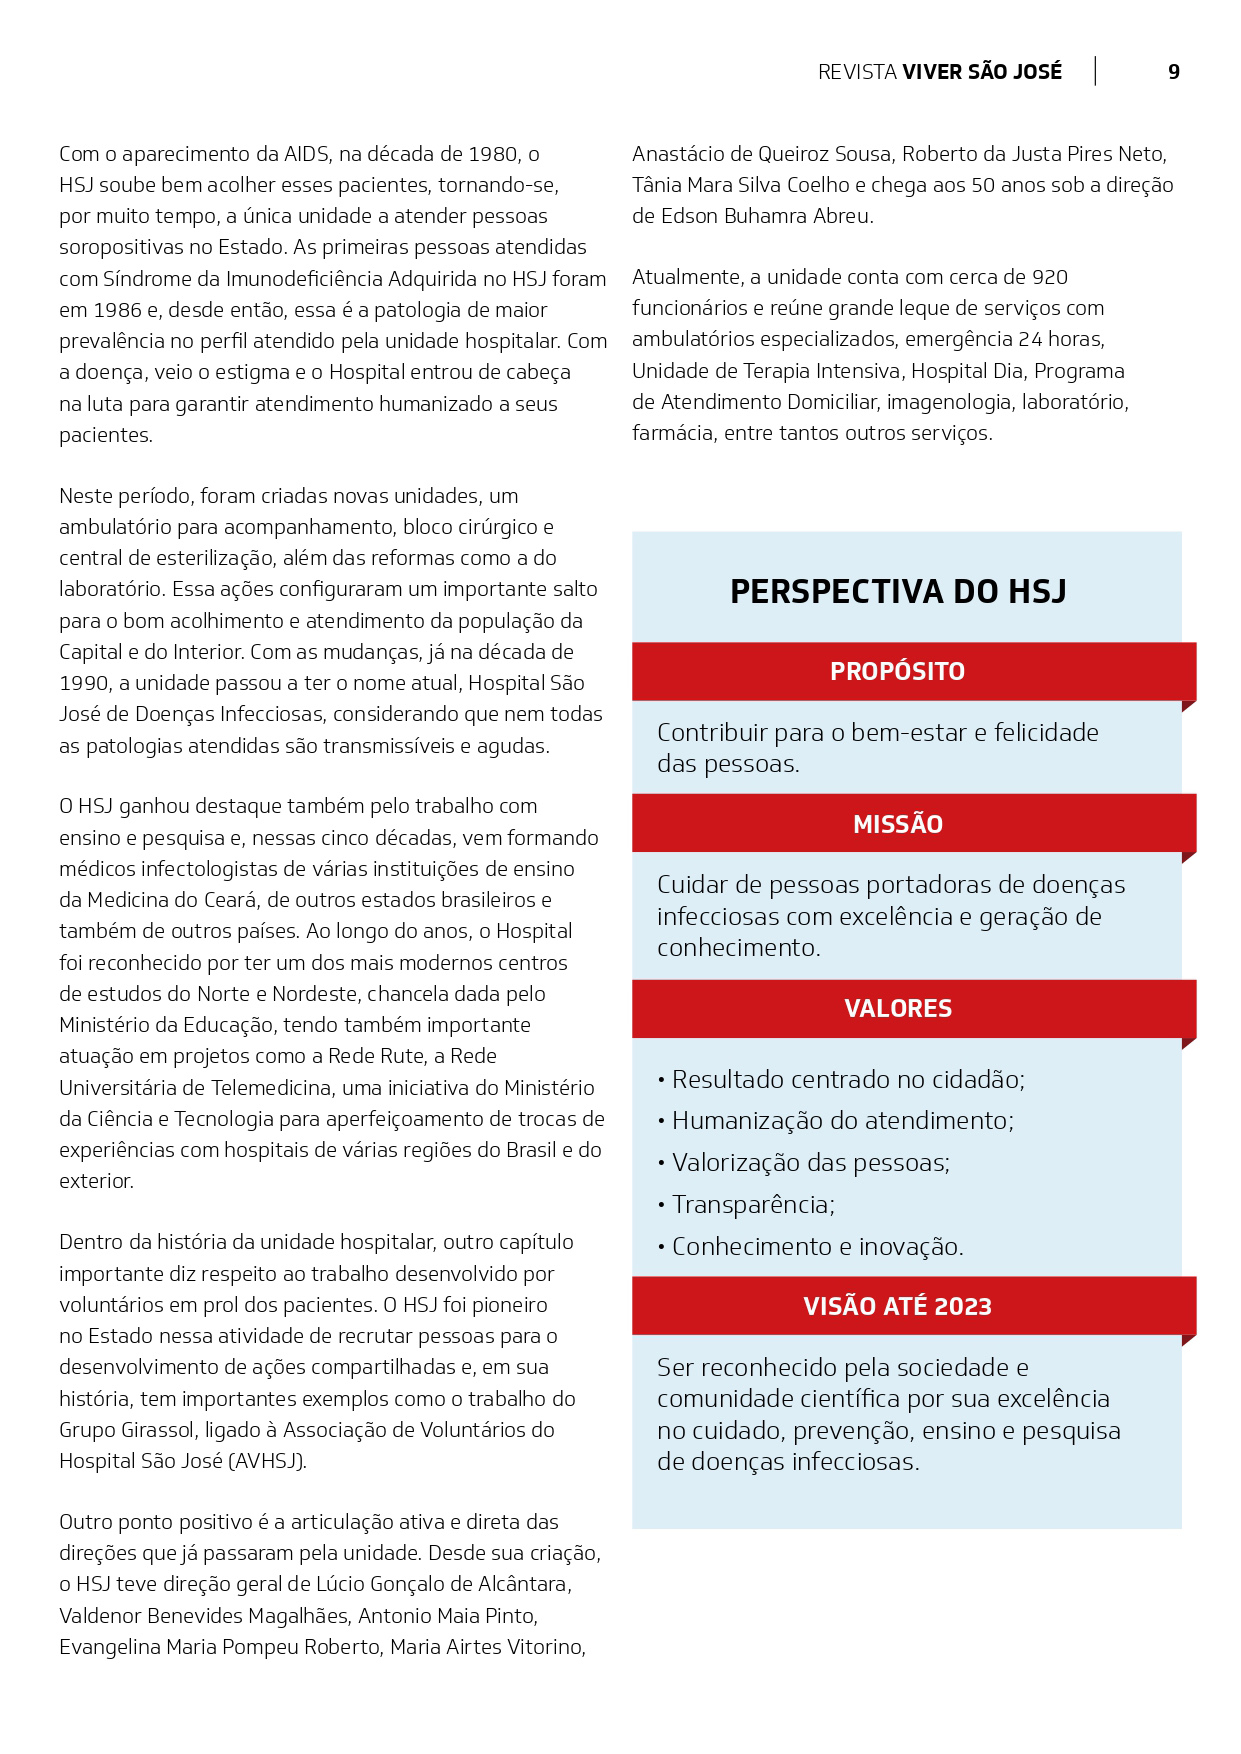 REVISTA VIVER SÃO JOSÉ
9
Com o aparecimento da AIDS, na década de 1980, o
HSJ soube bem acolher esses pacientes, tornando-se,
por muito tempo, a única unidade a atender pessoas
soropositivas no Estado. As primeiras pessoas atendidas
com Síndrome da Imunodeficiência Adquirida no HSJ foram
em 1986 e, desde então, essa é a patologia de maior
prevalência no perfil atendido pela unidade hospitalar. Com
a doença, veio o estigma e o Hospital entrou de cabeça
na luta para garantir atendimento humanizado a seus
pacientes.
Neste período, foram criadas novas unidades, um
ambulatório para acompanhamento, bloco cirúrgico e
central de esterilização, além das reformas como a do
laboratório. Essa ações configuraram um importante salto
para o bom acolhimento e atendimento da população da
Capital e do Interior. Com as mudanças, já na década de
1990, a unidade passou a ter o nome atual, Hospital São
José de Doenças Infecciosas, considerando que nem todas
as patologias atendidas são transmissíveis e agudas.
O HSJ ganhou destaque também pelo trabalho com
ensino e pesquisa e, nessas cinco décadas, vem formando
médicos infectologistas de várias instituições de ensino
da Medicina do Ceará, de outros estados brasileiros e
também de outros países. Ao longo do anos, o Hospital
foi reconhecido por ter um dos mais modernos centros
de estudos do Norte e Nordeste, chancela dada pelo
Ministério da Educação, tendo também importante
atuação em projetos como a Rede Rute, a Rede
Universitária de Telemedicina, uma iniciativa do Ministério
da Ciência e Tecnologia para aperfeiçoamento de trocas de
experiências com hospitais de várias regiões do Brasil e do
exterior.
Dentro da história da unidade hospitalar, outro capítulo
importante diz respeito ao trabalho desenvolvido por
voluntários em prol dos pacientes. O HSJ foi pioneiro
no Estado nessa atividade de recrutar pessoas para o
desenvolvimento de ações compartilhadas e, em sua
história, tem importantes exemplos como o trabalho do
Grupo Girassol, ligado à Associação de Voluntários do
Hospital São José (AVHSJ).
Outro ponto positivo é a articulação ativa e direta das
direções que já passaram pela unidade. Desde sua criação,
o HSJ teve direção geral de Lúcio Gonçalo de Alcântara,
Valdenor Benevides Magalhães, Antonio Maia Pinto,
Evangelina Maria Pompeu Roberto, Maria Airtes Vitorino,
Anastácio de Queiroz Sousa, Roberto da Justa Pires Neto,
Tânia Mara Silva Coelho e chega aos 50 anos sob a direção
de Edson Buhamra Abreu.
Atualmente, a unidade conta com cerca de 920
funcionários e reúne grande leque de serviços com
ambulatórios especializados, emergência 24 horas,
Unidade de Terapia Intensiva, Hospital Dia, Programa
de Atendimento Domiciliar, imagenologia, laboratório,
farmácia, entre tantos outros serviços.
PERSPECTIVA DO HSJ
PROPÓSITO
Contribuir para o bem-estar e felicidade
das pessoas.
MISSÃO
Cuidar de pessoas portadoras de doenças
infecciosas com excelência e geração de
conhecimento.
VALORES
• Resultado centrado no cidadão;
• Humanização do atendimento;
• Valorização das pessoas;
• Transparência;
• Conhecimento e inovação.
VISÃO ATÉ 2023
Ser reconhecido pela sociedade e
comunidade científica por sua excelência
no cuidado, prevenção, ensino e pesquisa
de doenças infecciosas.